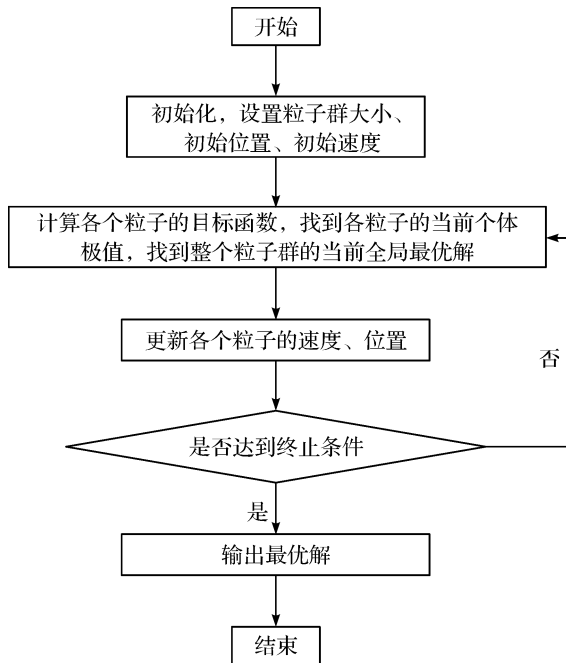 开始
初始化，设置粒子群大小、
初始位置、初始速度
计算各个粒子的目标函数，找到各粒子的当前个体
极值，找到整个粒子群的当前全局最优解
更新各个粒子的速度、位置
否
是否达到终止条件
是
输出最优解
结束